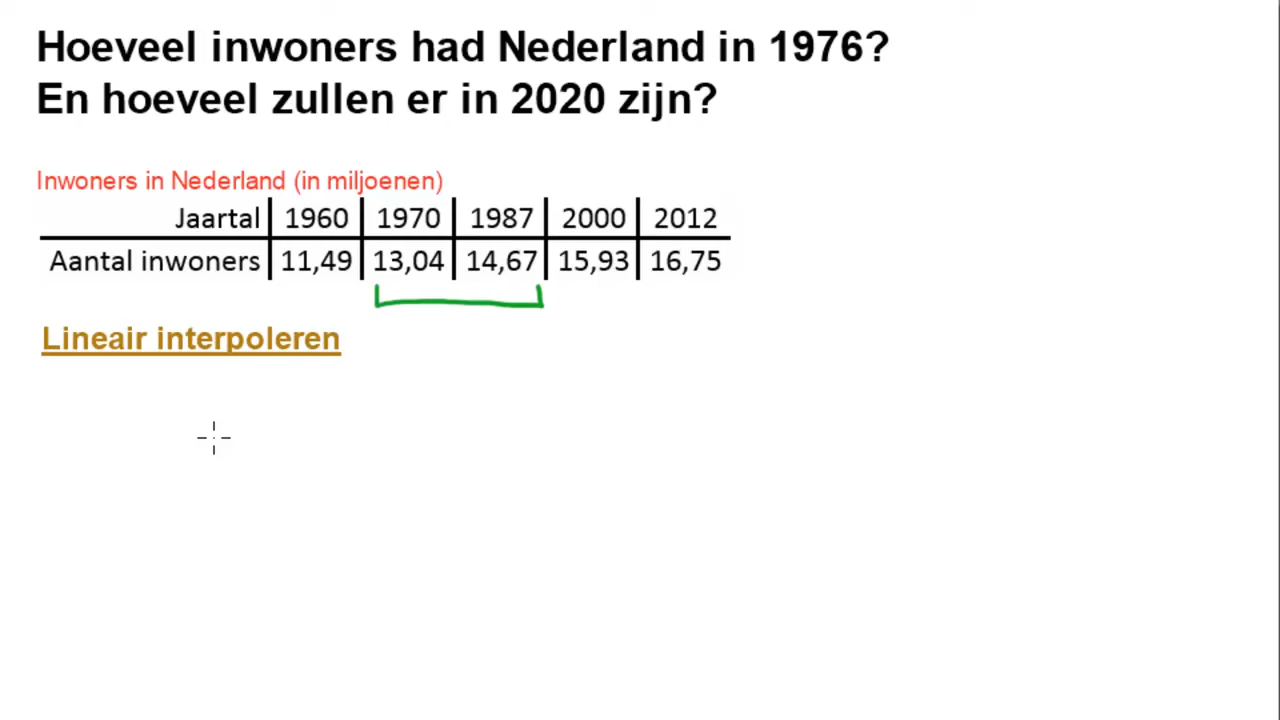 Hoeveel inwoners had Nederland in 1976?
En hoeveel zullen er in 2020 zijn?
Inwoners in Nederland (in miljoenen)
Jaartal 1960 1970 1987 2000 2012
Aantal inwoners 11,49 13,04 14,67 15,93 16,75
Lineair interpoleren